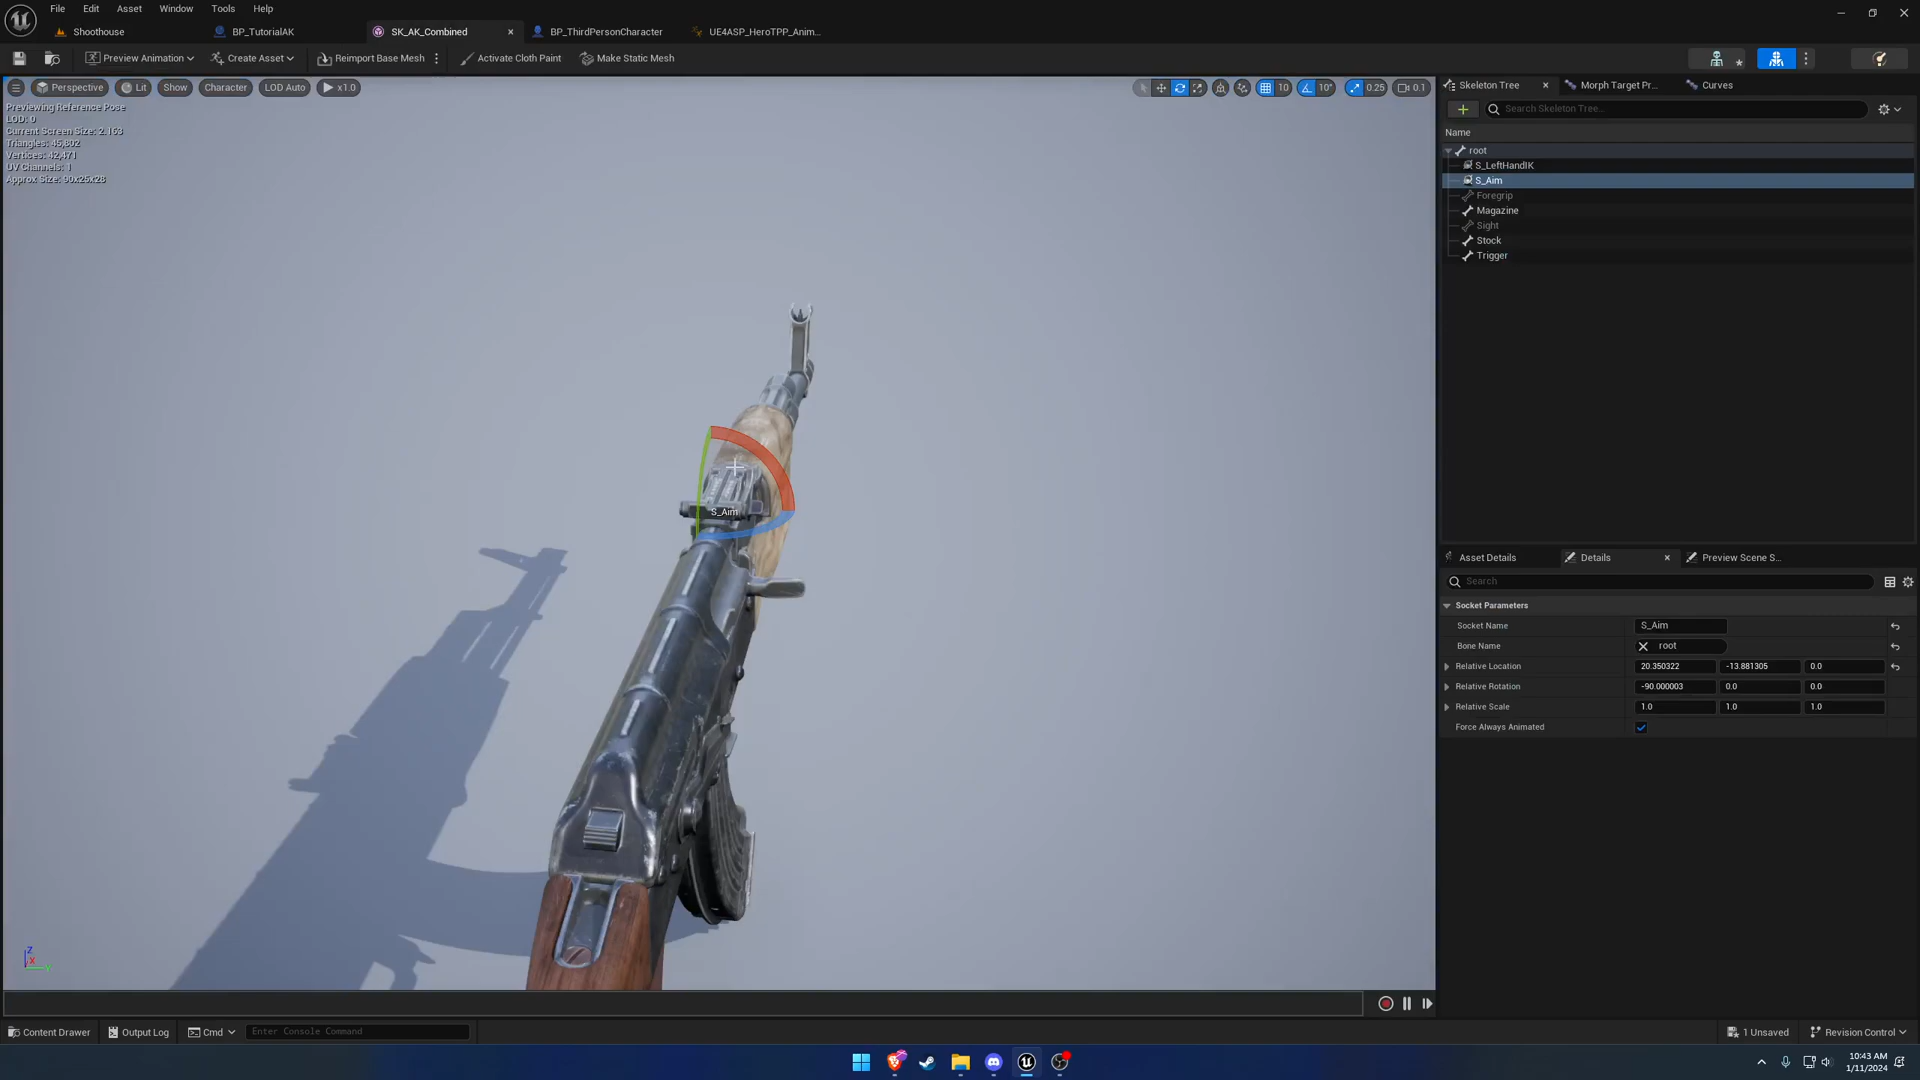 File Edit Asset Window Tools Help
Shoothouse BP_TutorialAK SK_AK_Combined BP_ThirdPersonCharacter UE4ASP_HeroTPP_Anim...
Preview Animation Create Asset Reimport Base Mesh Activate Cloth Paint Make Static Mesh
Perspective Lit Show Character LOD Auto x1.0 10 10° 0.25 0.1
Previewing Reference Pose
LOD: 0
Current Screen Size: 2.163
Triangles: 45,802
Vertices: 42,471
UV Channels: 1
Approx Size: 90x25x28
S_Aim
Z
X
Y
Skeleton Tree Morph Target Pr... Curves
Search Skeleton Tree...
Name
root
S_LeftHandIK
S_Aim
Foregrip
Magazine
Sight
Stock
Trigger
Asset Details Details Preview Scene S...
Search
Socket Parameters
Socket Name S_Aim
Bone Name root
Relative Location 20.350322 -13.881305 0.0
Relative Rotation -90.000003 0.0 0.0
Relative Scale 1.0 1.0 1.0
Force Always Animated
Content Drawer Output Log Cmd Enter Console Command 1 Unsaved Revision Control
10:43 AM
1/11/2024